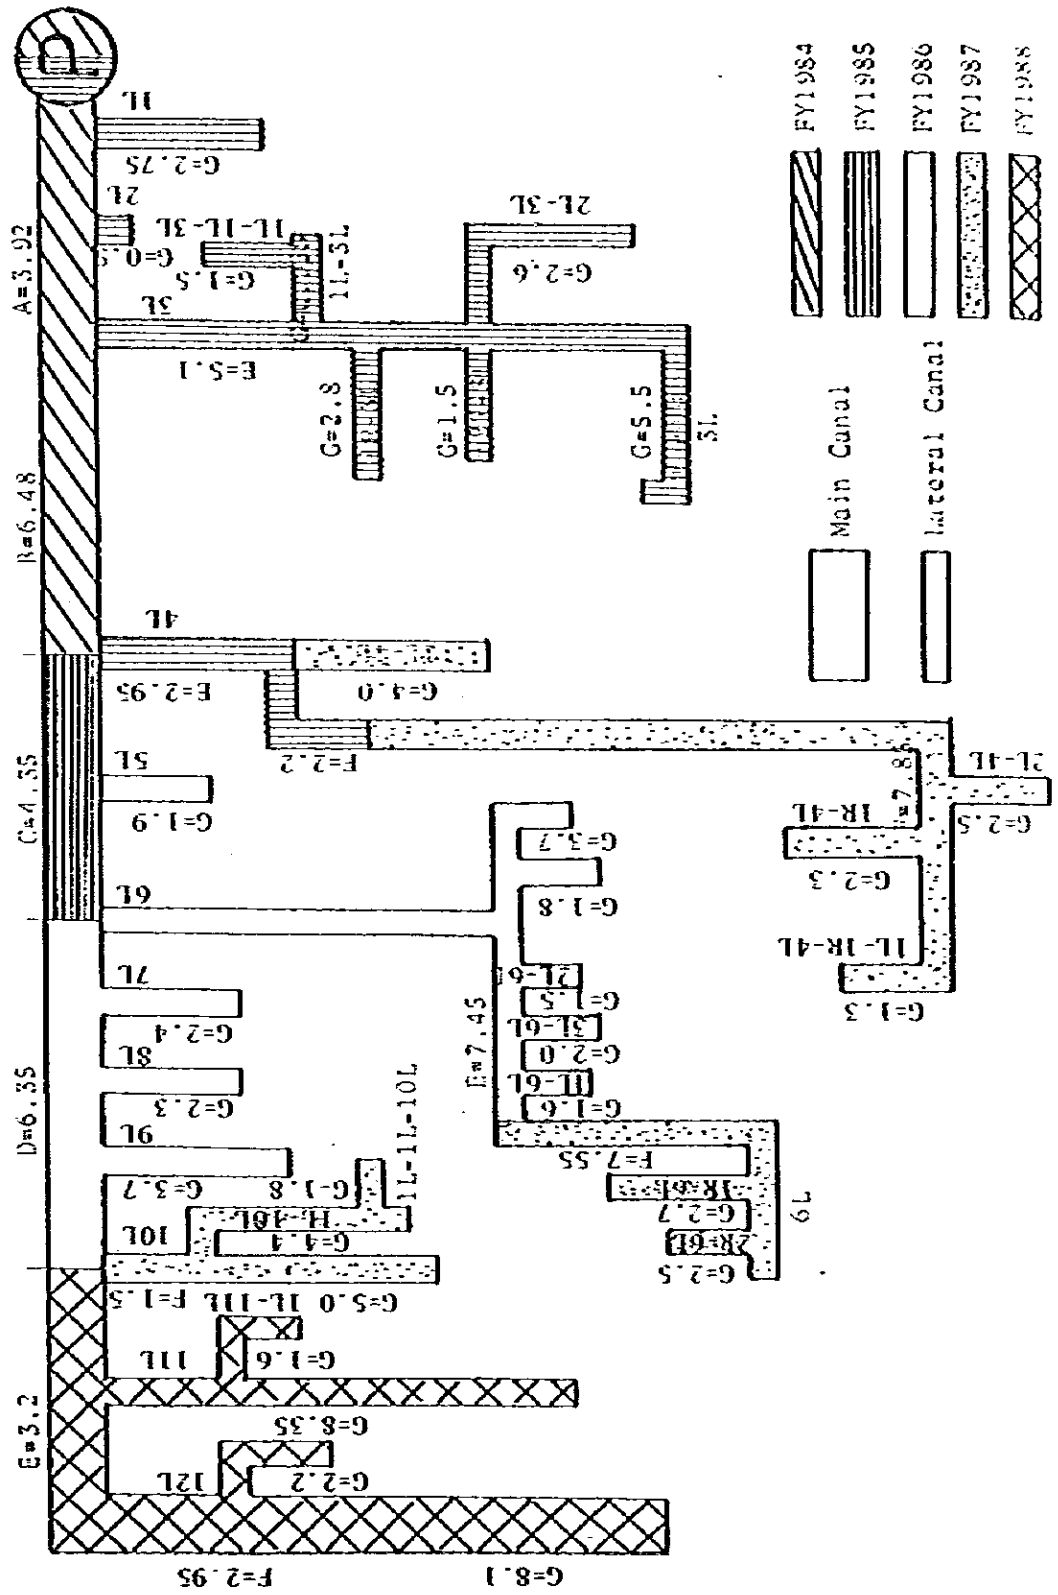 P
A=3.92
B=6.48
C=4.35
D=6.35
E=3.2
1L
G=2.75
2L
G=0.9
1L-1L-3L
G=1.5
1L-3L
3L
E=5.1
2L-3L
G=2.6
G=2.8
G=1.5
G=5.5
3L
4L
E=2.95
G=4.0
F=2.2
5L
G=1.9
6L
G=3.7
G=1.8
G=1.5
3L-6L
G=2.0
1L-6L
G=1.6
E=7.45
F=7.55
1R-6L
G=2.7
2R-6L
G=2.5
6L
1R-4L
G=2.3
2L-4L
G=2.5
1L-1R-4L
G=1.3
7L
G=2.4
8L
G=2.3
9L
G=3.7
G=1.8
1L-1L-10L
10L
1L-10L
G=4.4
F=1.5
G=5.0
1L-11L
11L
G=1.6
G=8.35
12L
G=2.2
F=2.95
G=8.1
Main Canal
Lateral Canal
FY1984
FY1985
FY1986
FY1987
FY1988